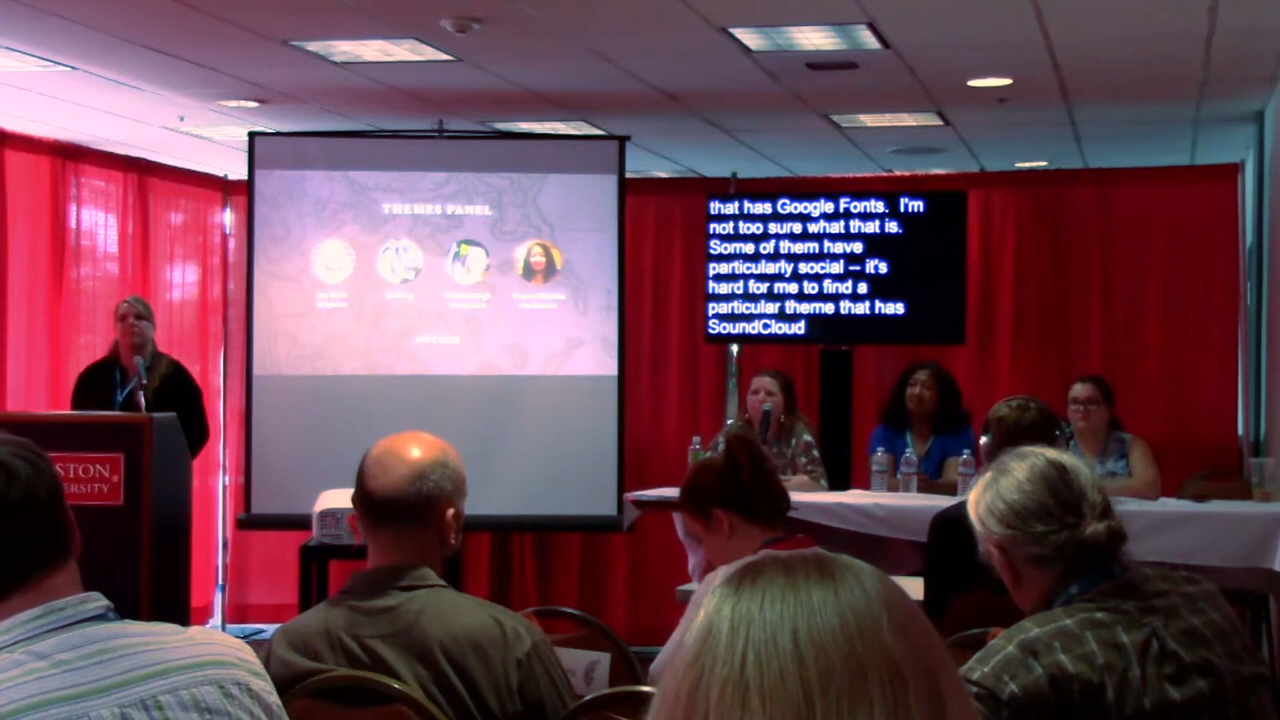 THEMES PANEL
that has Google Fonts. I'm
not too sure what that is.
Some of them have
particularly social – it's
hard for me to find a
particular theme that has
SoundCloud
STON
ERSITY